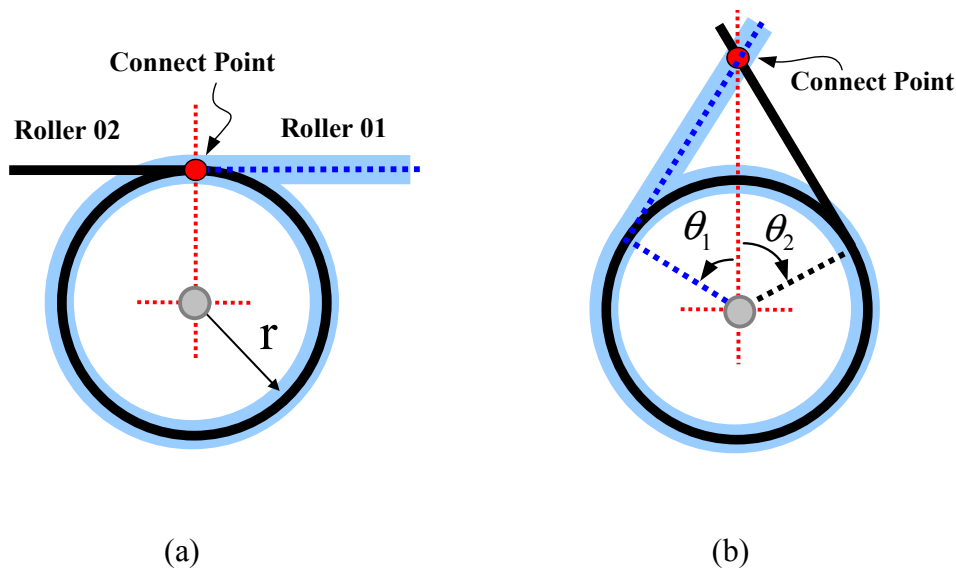 Connect Point
Roller 02
Roller 01
r
(a)
Connect Point
θ1
θ2
(b)